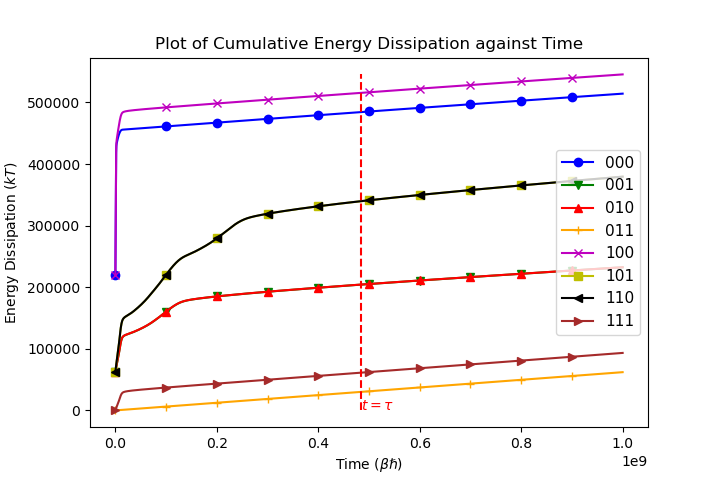 Plot of Cumulative Energy Dissipation against Time
Energy Dissipation (kT)
500000
400000
300000
200000
100000
0
000
001
010
011
100
101
110
111
t = τ
0.0 0.2 0.4 0.6 0.8 1.0
1e9
Time (βℏ)